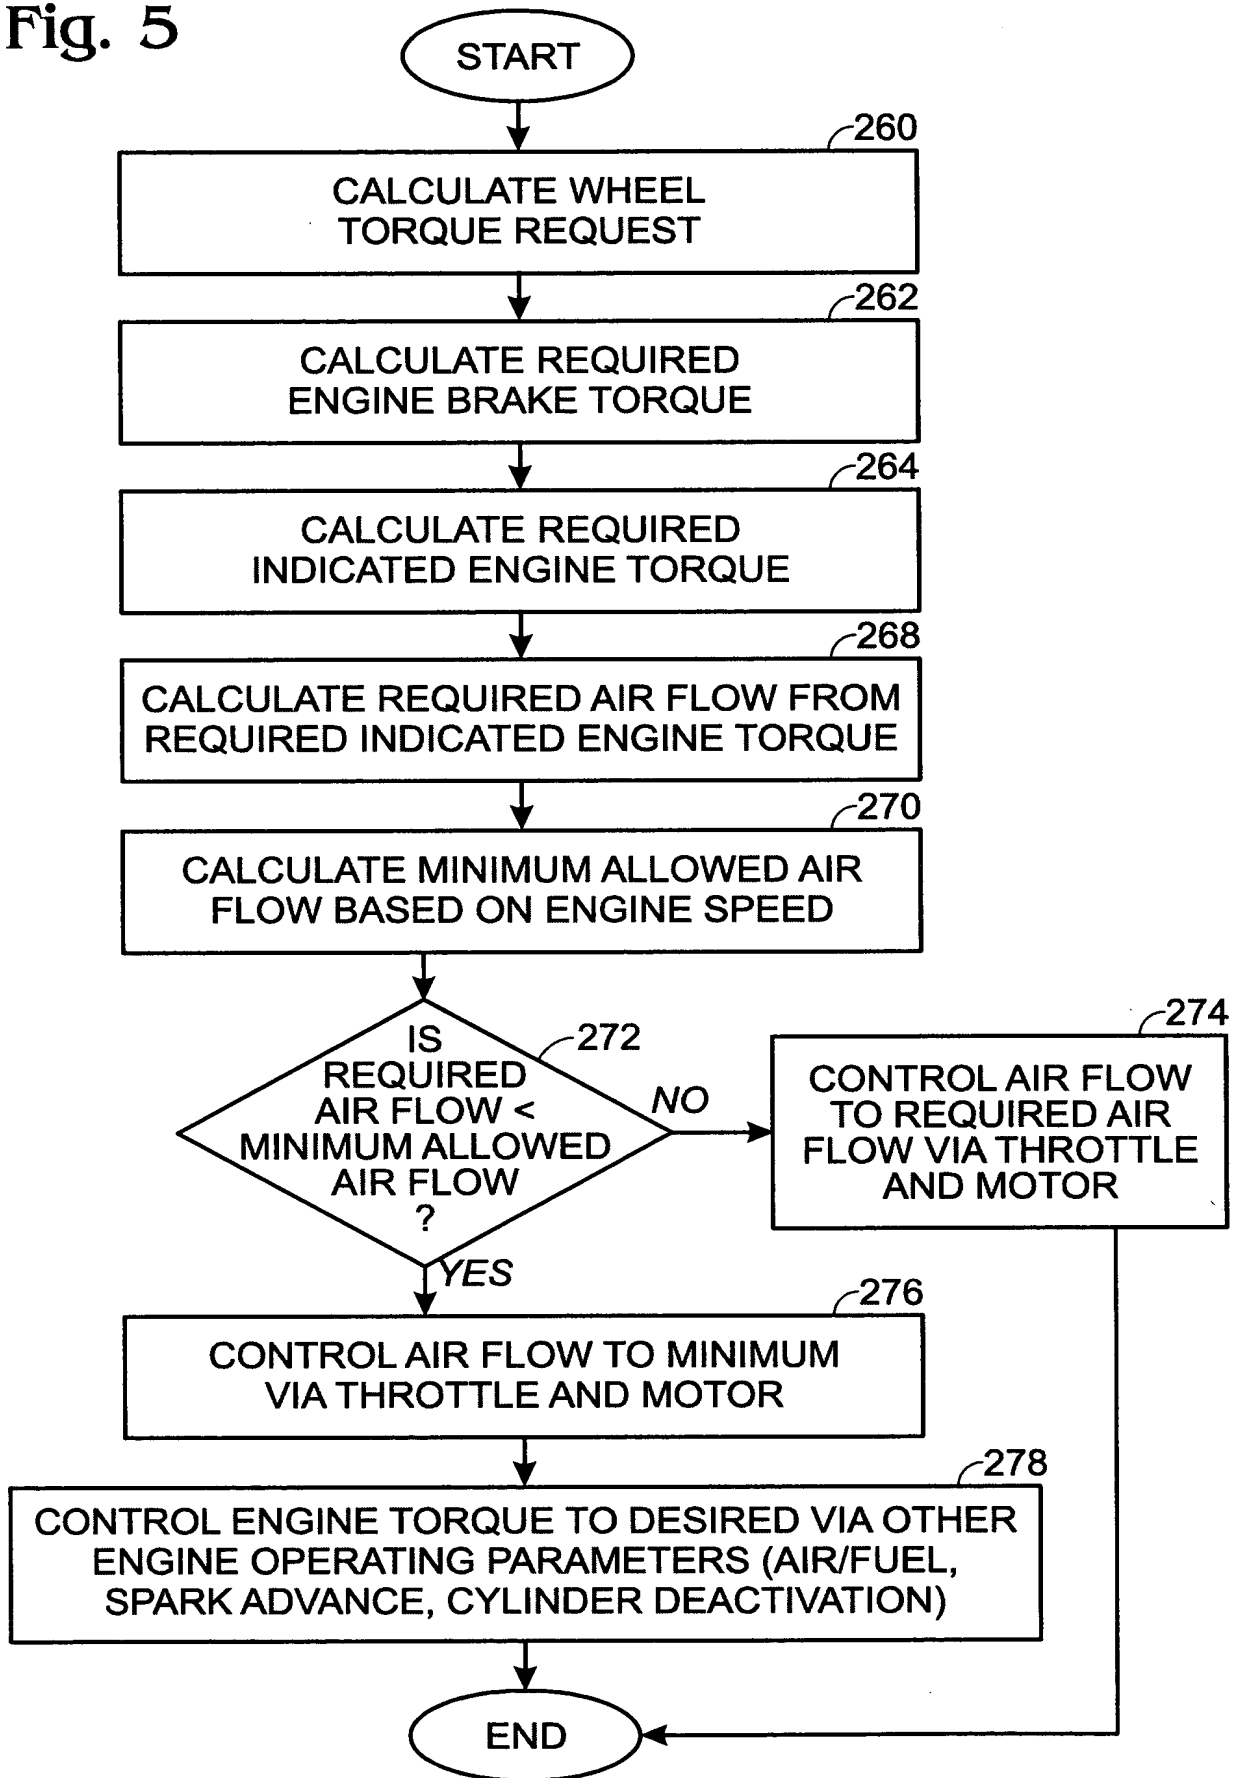 Fig. 5
START
260
CALCULATE WHEEL
TORQUE REQUEST
262
CALCULATE REQUIRED
ENGINE BRAKE TORQUE
264
CALCULATE REQUIRED
INDICATED ENGINE TORQUE
268
CALCULATE REQUIRED AIR FLOW FROM
REQUIRED INDICATED ENGINE TORQUE
270
CALCULATE MINIMUM ALLOWED AIR
FLOW BASED ON ENGINE SPEED
272
IS
REQUIRED
AIR FLOW <
MINIMUM ALLOWED
AIR FLOW
?
NO
274
CONTROL AIR FLOW
TO REQUIRED AIR
FLOW VIA THROTTLE
AND MOTOR
YES
276
CONTROL AIR FLOW TO MINIMUM
VIA THROTTLE AND MOTOR
278
CONTROL ENGINE TORQUE TO DESIRED VIA OTHER
ENGINE OPERATING PARAMETERS (AIR/FUEL,
SPARK ADVANCE, CYLINDER DEACTIVATION)
END